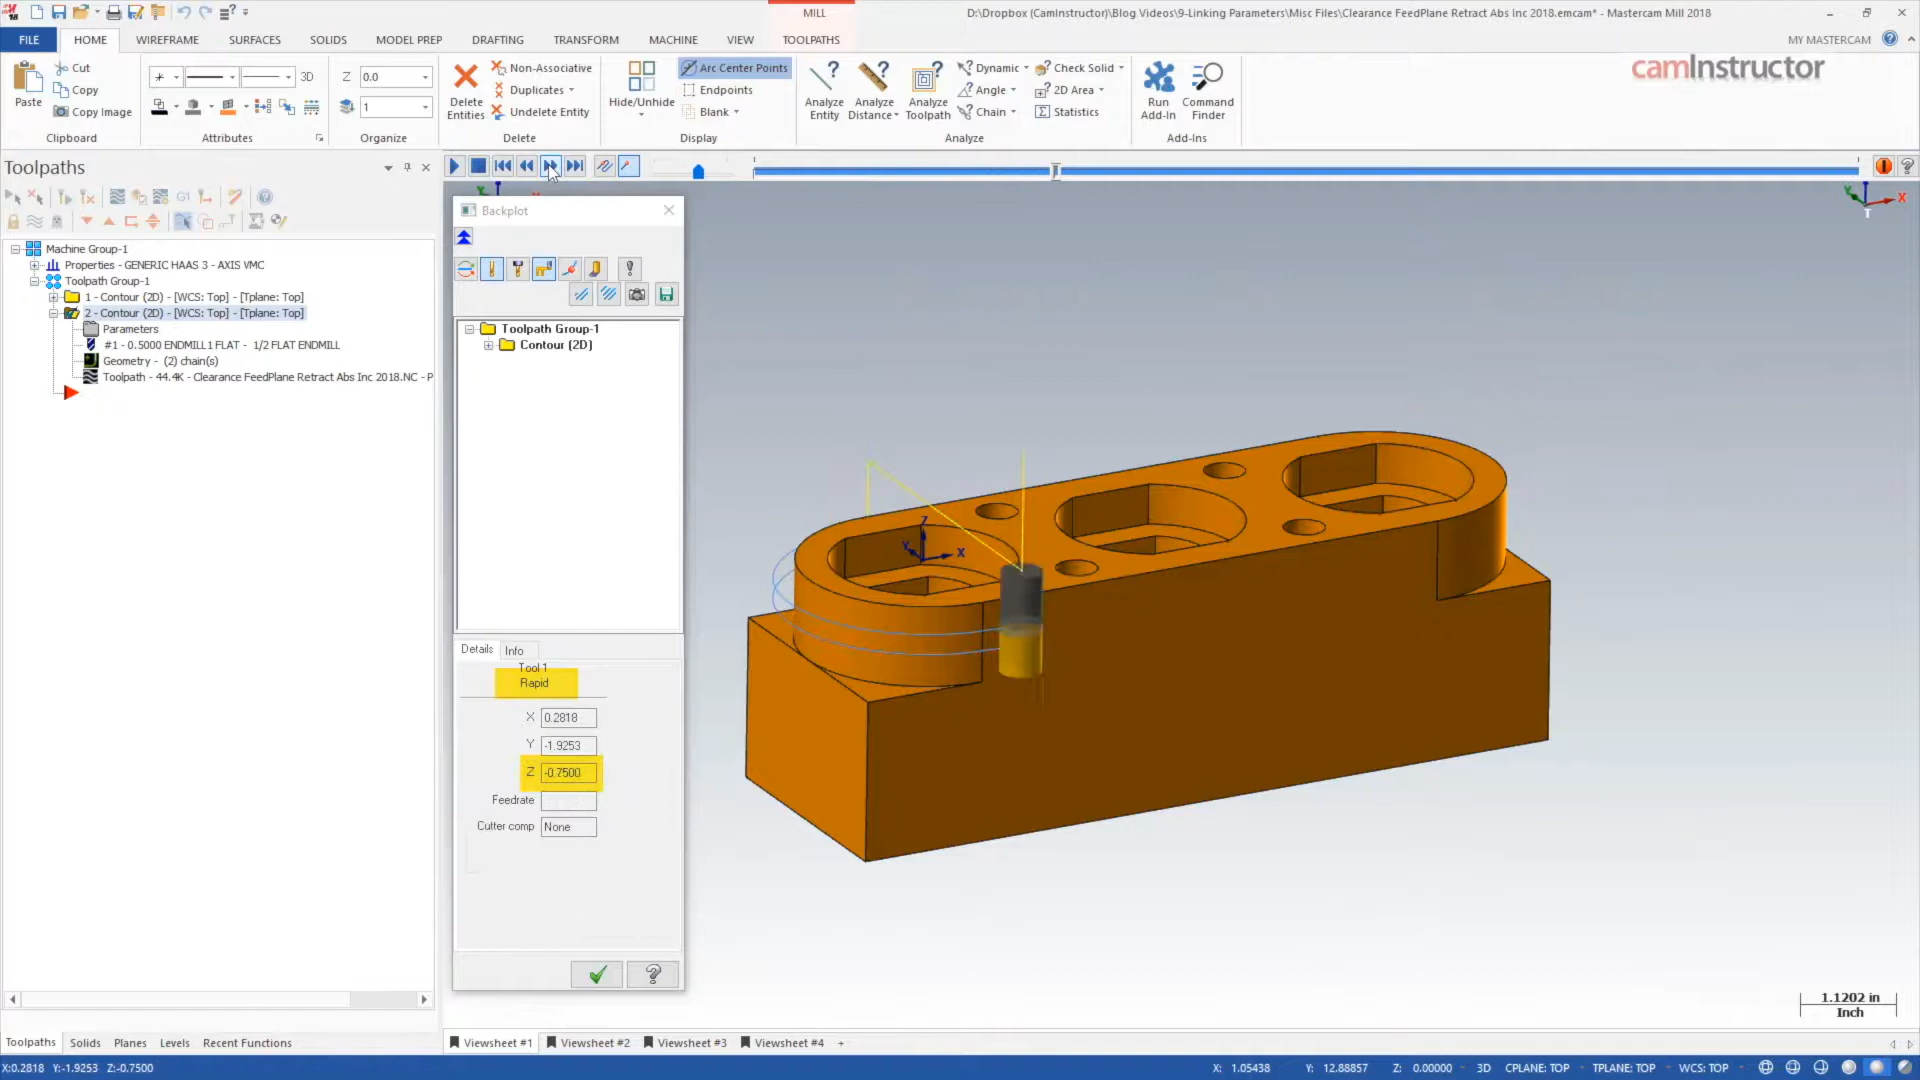 MILL
D:\Dropbox (CamInstructor)\Blog Videos\9-Linking Parameters\Misc Files\Clearance FeedPlane Retract Abs Inc 2018.emcam* - Mastercam Mill 2018
FILE HOME WIREFRAME SURFACES SOLIDS MODEL PREP DRAFTING TRANSFORM MACHINE VIEW TOOLPATHS MY MASTERCAM
camInstructor
Paste
Cut
Copy
Copy Image
Clipboard
3D
Attributes
Z 0.0
1
Organize
Delete Entities
Non-Associative
Duplicates
Undelete Entity
Delete
Hide/Unhide
Arc Center Points
Endpoints
Blank
Display
Analyze Entity
Analyze Distance
Analyze Toolpath
Dynamic
Angle
Chain
Check Solid
2D Area
Statistics
Analyze
Run Add-In
Command Finder
Add-Ins
Toolpaths
G1
Machine Group-1
Properties - GENERIC HAAS 3 - AXIS VMC
Toolpath Group-1
1 - Contour (2D) - [WCS: Top] - [Tplane: Top]
2 - Contour (2D) - [WCS: Top] - [Tplane: Top]
Parameters
#1 - 0.5000 ENDMILL1 FLAT - 1/2 FLAT ENDMILL
Geometry - (2) chain(s)
Toolpath - 44.4K - Clearance FeedPlane Retract Abs Inc 2018.NC - P
Backplot
Toolpath Group-1
Contour (2D)
Details Info
Tool 1
Rapid
X 0.2818
Y -1.9253
Z -0.7500
Feedrate
Cutter comp None
Z
Y
X
Y
X
T
1.1202 in
Inch
Toolpaths Solids Planes Levels Recent Functions
Viewsheet #1 Viewsheet #2 Viewsheet #3 Viewsheet #4 +
X:0.2818 Y:-1.9253 Z:-0.7500
X: 1.05438 Y: 12.88857 Z: 0.00000 3D CPLANE: TOP TPLANE: TOP WCS: TOP